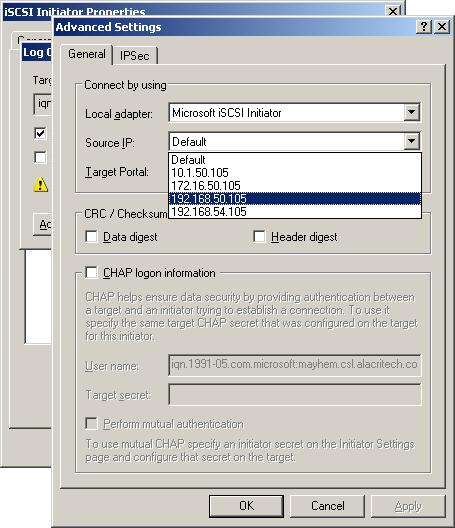 iSCSI Initiator Properties
Advanced Settings
General
IPSec
Log
Connect by using
Local adapter:
Microsoft iSCSI Initiator
Source IP:
Default
Default
10.1.50.105
172.16.50.105
192.168.50.105
192.168.54.105
Target Portal:
CRC / Checksum
Data digest
Header digest
CHAP logon information
CHAP helps ensure data security by providing authentication between
a target and an initiator trying to establish a connection. To use it
specify the same target CHAP secret that was configured on the target
for this initiator.
User name:
iqn.1991-05.com.microsoft:mayhem.csl.alacritech.co
Target secret:
Perform mutual authentication
To use mutual CHAP specify an initiator secret on the Initiator Settings
page and configure that secret on the target.
OK
Cancel
Apply